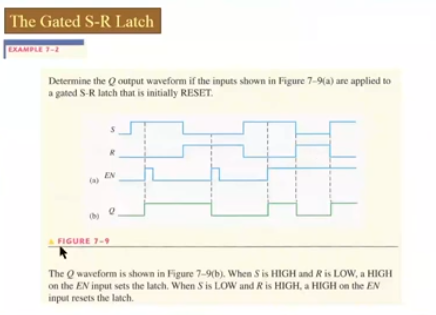 The Gated S-R Latch
EXAMPLE 7-2
Determine the Q output waveform if the inputs shown in Figure 7-9(a) are applied to
a gated S-R latch that is initially RESET.
S
R
(a) EN
(b) Q
FIGURE 7-9
The Q waveform is shown in Figure 7-9(b). When S is HIGH and R is LOW, a HIGH
on the EN input sets the latch. When S is LOW and R is HIGH, a HIGH on the EN
input resets the latch.